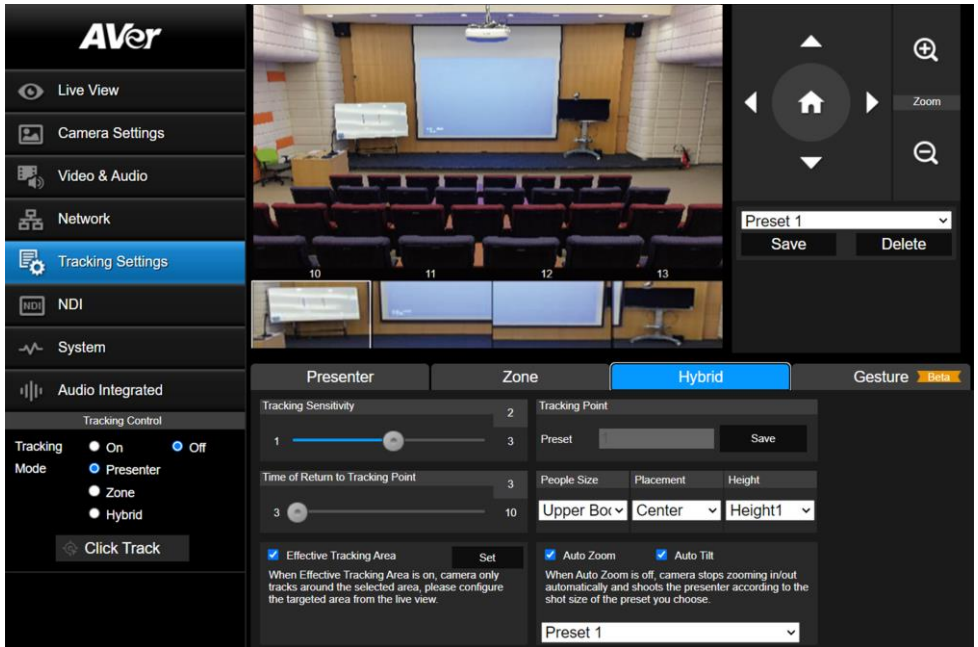 AVer
Live View
Camera Settings
Video & Audio
Network
Tracking Settings
NDI NDI
System
Audio Integrated
Tracking Control
Tracking On Off
Mode Presenter
Zone
Hybrid
Click Track
10 11 12 13
Zoom
Preset 1
Save Delete
Presenter Zone Hybrid Gesture Beta
Tracking Sensitivity 2
1 3
Time of Return to Tracking Point 3
3 10
Effective Tracking Area Set
When Effective Tracking Area is on, camera only
tracks around the selected area, please configure
the targeted area from the live view.
Tracking Point
Preset 1 Save
People Size Placement Height
Upper Boc Center Height1
Auto Zoom Auto Tilt
When Auto Zoom is off, camera stops zooming in/out
automatically and shoots the presenter according to the
shot size of the preset you choose.
Preset 1